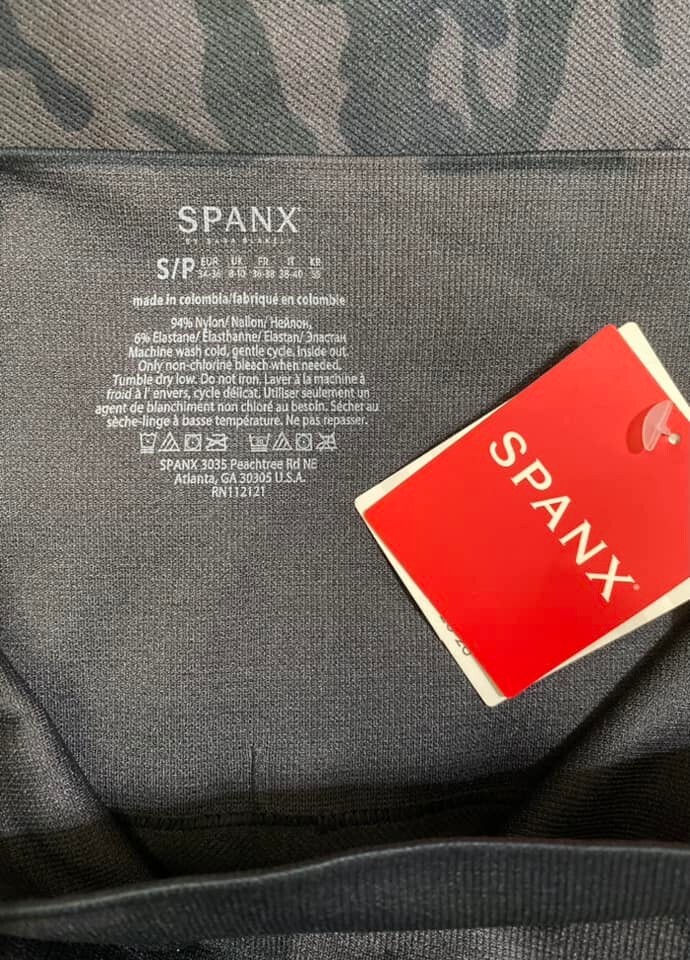 SPANX
BY SARA BLAKELY
S/P EUR 34-36 UK 8-10 FR 36-38 IT 38-40 KR 55
made in colombia/fabriqué en colombie
94% Nylon/ Nailon/ Нейлон,
6% Elastane/ Élasthanne/ Elastan/ Эластан
Machine wash cold, gentle cycle. Inside out.
Only non-chlorine bleach when needed.
Tumble dry low. Do not iron. Laver à la machine à
froid à l' envers, cycle délicat. Utiliser seulement un
agent de blanchiment non chloré au besoin. Sécher au
sèche-linge à basse température. Ne pas repasser.
SPANX 3035 Peachtree Rd NE
Atlanta, GA 30305 U.S.A.
RN112121
SPANX